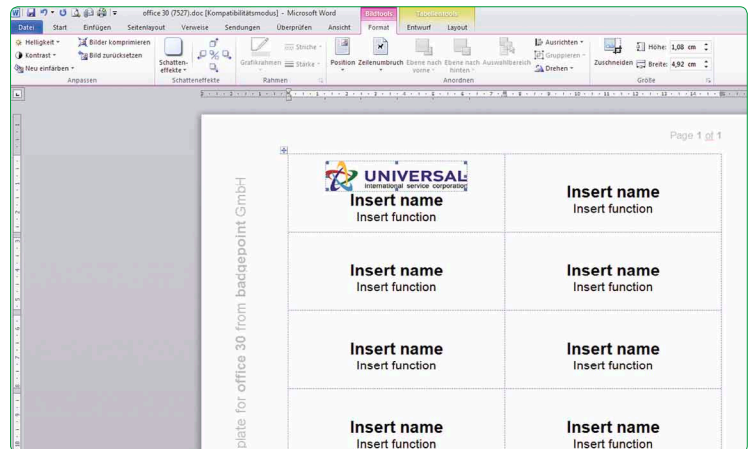 office 30 (7527).doc [Kompatibilitätsmodus] - Microsoft Word
Bildtools
Tabellentools
Datei Start Einfügen Seitenlayout Verweise Sendungen Überprüfen Ansicht Format Entwurf Layout
Helligkeit
Kontrast
Neu einfärben
Bilder komprimieren
Bild zurücksetzen
Anpassen
Schatten-
effekte
Schatteneffekte
Grafikrahmen
Striche
Stärke
Rahmen
Position
Zeilenumbruch
Ebene nach
vorne
Ebene nach
hinten
Auswahlbereich
Ausrichten
Gruppieren
Drehen
Anordnen
Zuschneiden
Höhe: 1,08 cm
Breite: 4,92 cm
Größe
Page 1 of 1
plate for office 30 from badgepoint GmbH
UNIVERSAL
international service corporation
Insert name
Insert function
Insert name
Insert function
Insert name
Insert function
Insert name
Insert function
Insert name
Insert function
Insert name
Insert function
Insert name
Insert function
Insert name
Insert function